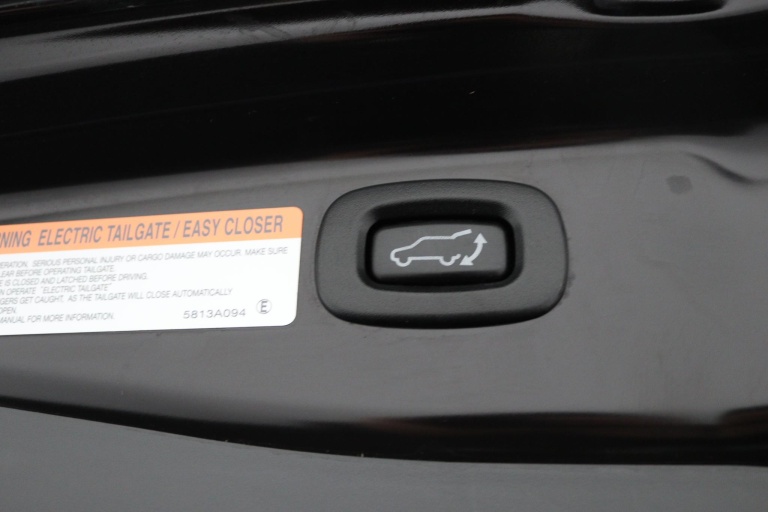 RNING ELECTRIC TAILGATE / EASY CLOSER
ERATION, SERIOUS PERSONAL INJURY OR CARGO DAMAGE MAY OCCUR. MAKE SURE
LEAR BEFORE OPERATING TAILGATE.
E IS CLOSED AND LATCHED BEFORE DRIVING.
N OPERATE "ELECTRIC TAILGATE"
GERS GET CAUGHT, AS THE TAILGATE WILL CLOSE AUTOMATICALLY
OPEN.
MANUAL FOR MORE INFORMATION.
5813A094 E